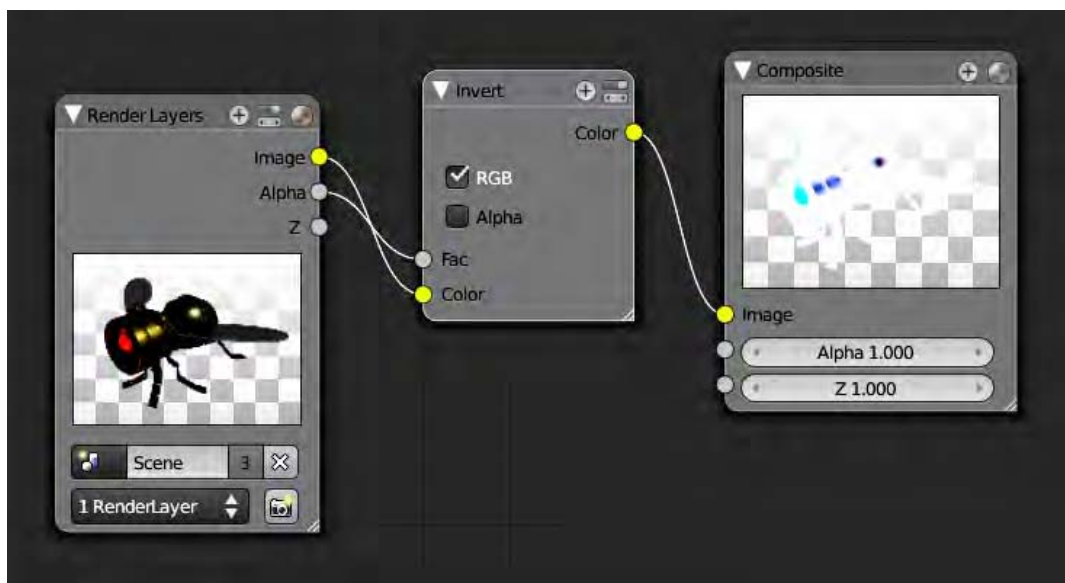 Render Layers
Image
Alpha
Z
Scene
3
1 RenderLayer
Invert
Color
RGB
Alpha
Fac
Color
Composite
Image
Alpha 1.000
Z 1.000